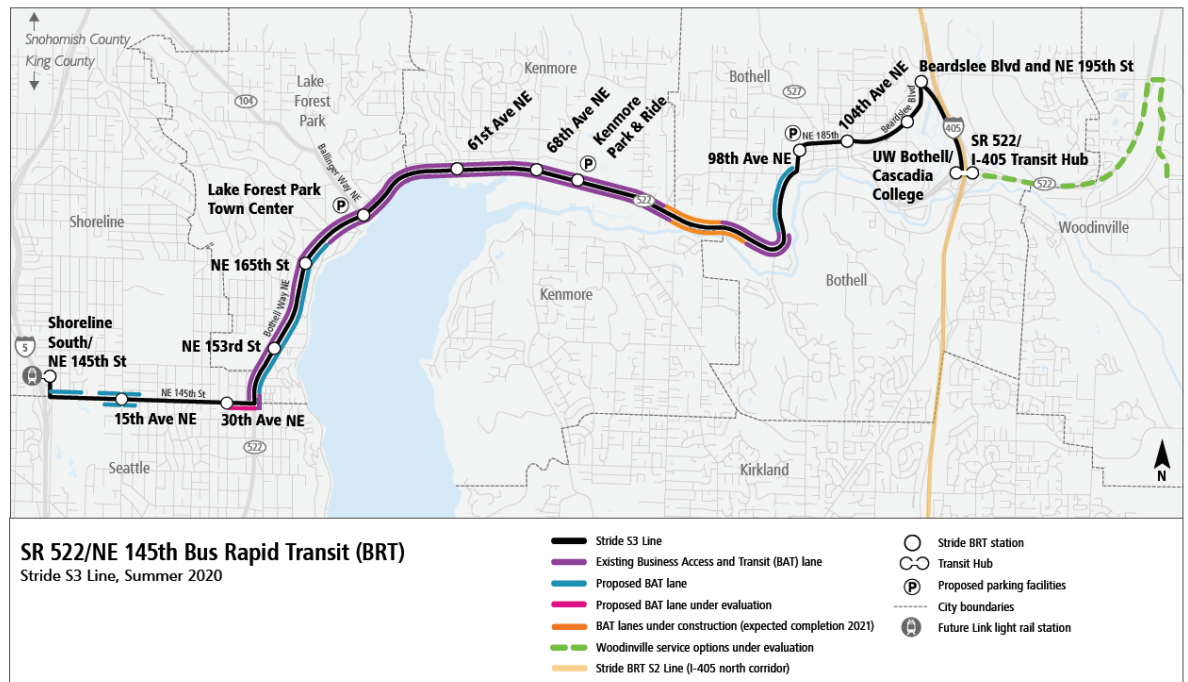 Snohomish County
King County
104
Lake
Forest
Park
Kenmore
Bothell
527
Beardslee Blvd and NE 195th St
61st Ave NE
68th Ave NE
Kenmore
Park & Ride
P
104th Ave NE
Beardslee Blvd
405
SR 522/
I-405 Transit Hub
P
NE 185th
98th Ave NE
UW Bothell/
Cascadia
College
522
Woodinville
Ballinger Way NE
Lake Forest Park
Town Center
P
522
Shoreline
NE 165th St
Bothell Way NE
Kenmore
Bothell
Shoreline
South/
NE 145th St
5
NE 153rd St
NE 145th St
15th Ave NE
30th Ave NE
522
Seattle
Kirkland
N
SR 522/NE 145th Bus Rapid Transit (BRT)
Stride S3 Line, Summer 2020
Stride S3 Line
Existing Business Access and Transit (BAT) lane
Proposed BAT lane
Proposed BAT lane under evaluation
BAT lanes under construction (expected completion 2021)
Woodinville service options under evaluation
Stride BRT S2 Line (I-405 north corridor)
Stride BRT station
Transit Hub
P
Proposed parking facilities
City boundaries
Future Link light rail station